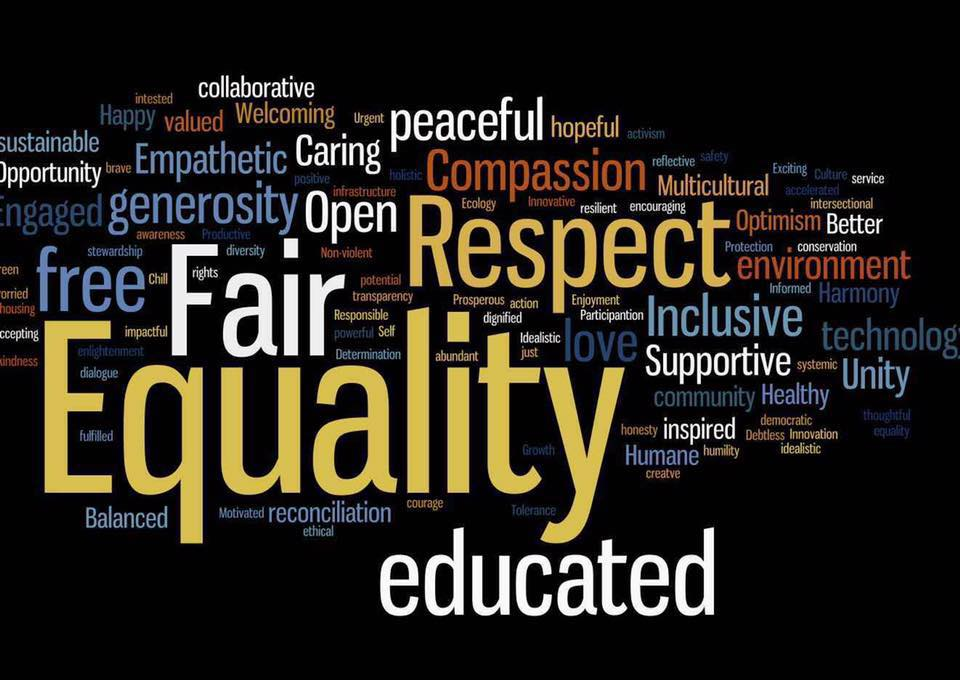 collaborative
intested
Happy valued Welcoming Urgent peaceful hopeful activism
sustainable
Opportunity brave Empathetic Caring Compassion reflective safety
positive holistic Multicultural Exciting Culture service
accelerated
Engaged generosity infrastructure Open Ecology Innovative resilient encouraging intersectional
awareness Productive Respect Optimism Better
stewardship diversity Non-violent Protection conservation
reen free Chill Fair rights potential environment
orried transparency Prosperous action Enjoyment Informed Harmony
housing Responsible dignified Participantion Inclusive
ccepting impactful powerful Self Idealistic love technology
kindness enlightenment Determination abundant just Supportive systemic Unity
dialogue Equality community Healthy
thoughtful
fulfilled honesty inspired democratic equality
Debtless Innovation
Growth Humane humility idealistic
creatve
Balanced Motivated reconciliation courage Tolerance
ethical
educated